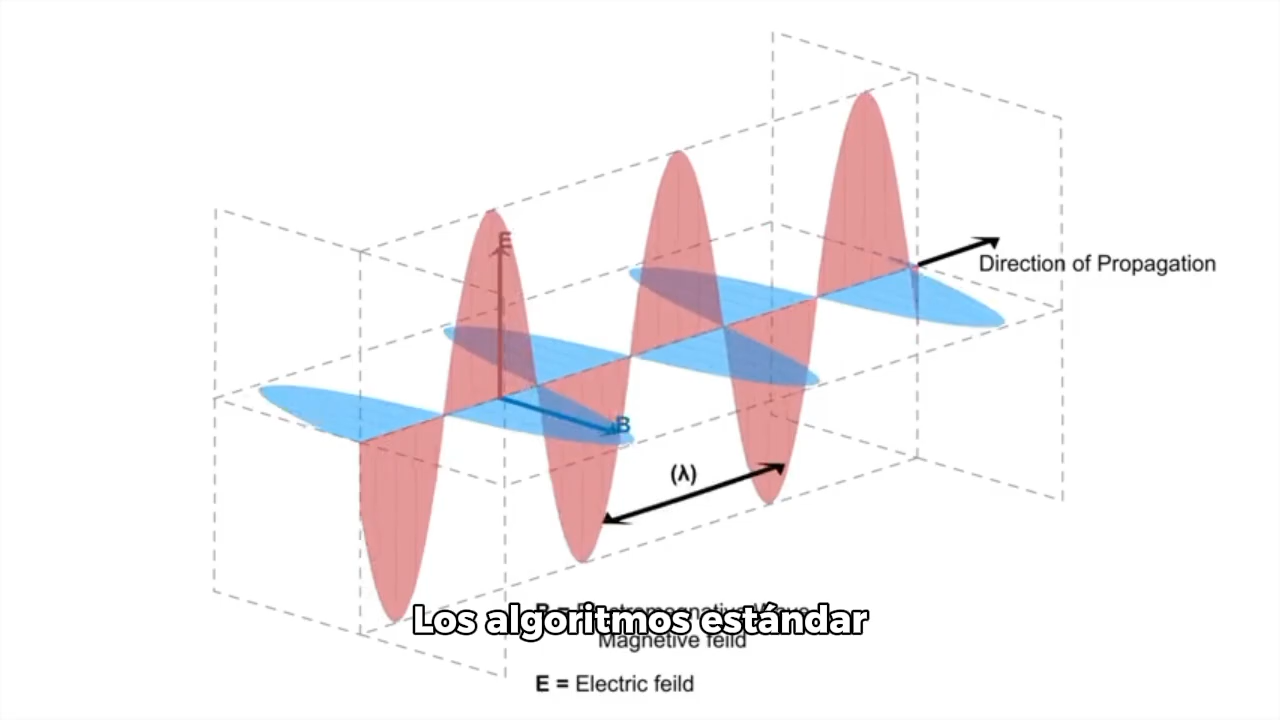 E
Direction of Propagation
B
(λ)
Los algoritmos estándar
Magnetive feild
E = Electric feild